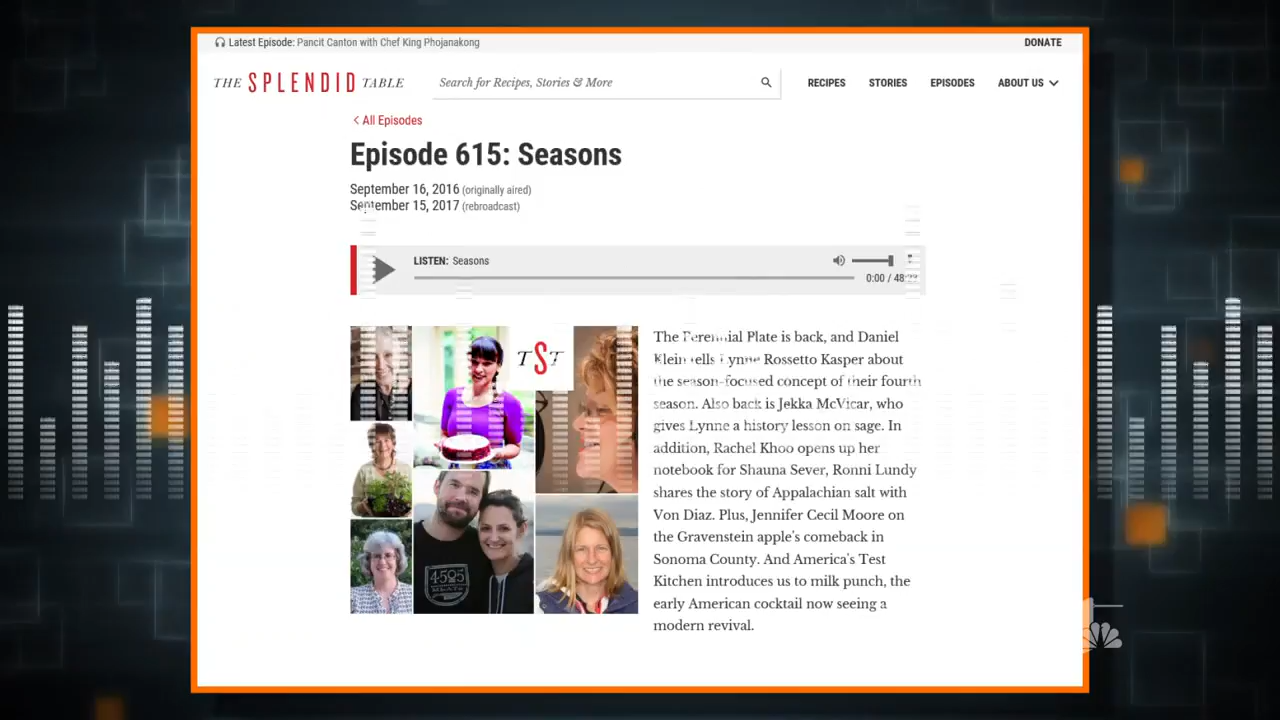 Latest Episode: Pancit Canton with Chef King Phojanakong
DONATE
THE SPLENDID TABLE
Search for Recipes, Stories & More
RECIPES
STORIES
EPISODES
ABOUT US
< All Episodes
Episode 615: Seasons
September 16, 2016 (originally aired)
September 15, 2017 (rebroadcast)
LISTEN: Seasons
0:00 / 48:
TST
The Perennial Plate is back, and Daniel
Klein tells Lynne Rossetto Kasper about
the season-focused concept of their fourth
season. Also back is Jekka McVicar, who
gives Lynne a history lesson on sage. In
addition, Rachel Khoo opens up her
notebook for Shauna Sever, Ronni Lundy
shares the story of Appalachian salt with
Von Diaz. Plus, Jennifer Cecil Moore on
the Gravenstein apple's comeback in
Sonoma County. And America's Test
Kitchen introduces us to milk punch, the
early American cocktail now seeing a
modern revival.
4505
MEATS